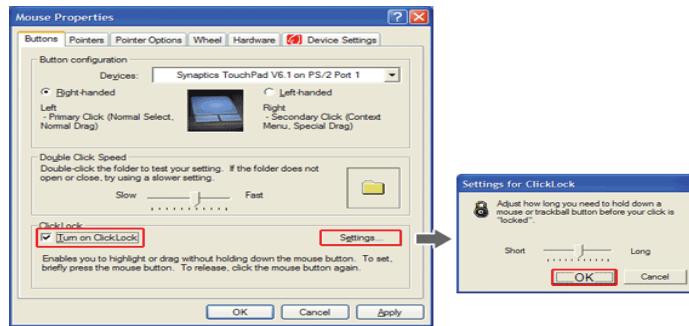 Mouse Properties
Buttons Pointers Pointer Options Wheel Hardware Device Settings
Button configuration
Devices: Synaptics TouchPad V6.1 on PS/2 Port 1
Right-handed Left-handed
Left
- Primary Click (Normal Select,
Normal Drag)
Right
- Secondary Click (Context
Menu, Special Drag)
Double Click Speed
Double-click the folder to test your setting. If the folder does not
open or close, try using a slower setting.
Slow Fast
ClickLock
Turn on ClickLock Settings...
Enables you to highlight or drag without holding down the mouse button. To set,
briefly press the mouse button. To release, click the mouse button again.
OK Cancel Apply
Settings for ClickLock
Adjust how long you need to hold down a
mouse or trackball button before your click is
"locked".
Short Long
OK Cancel